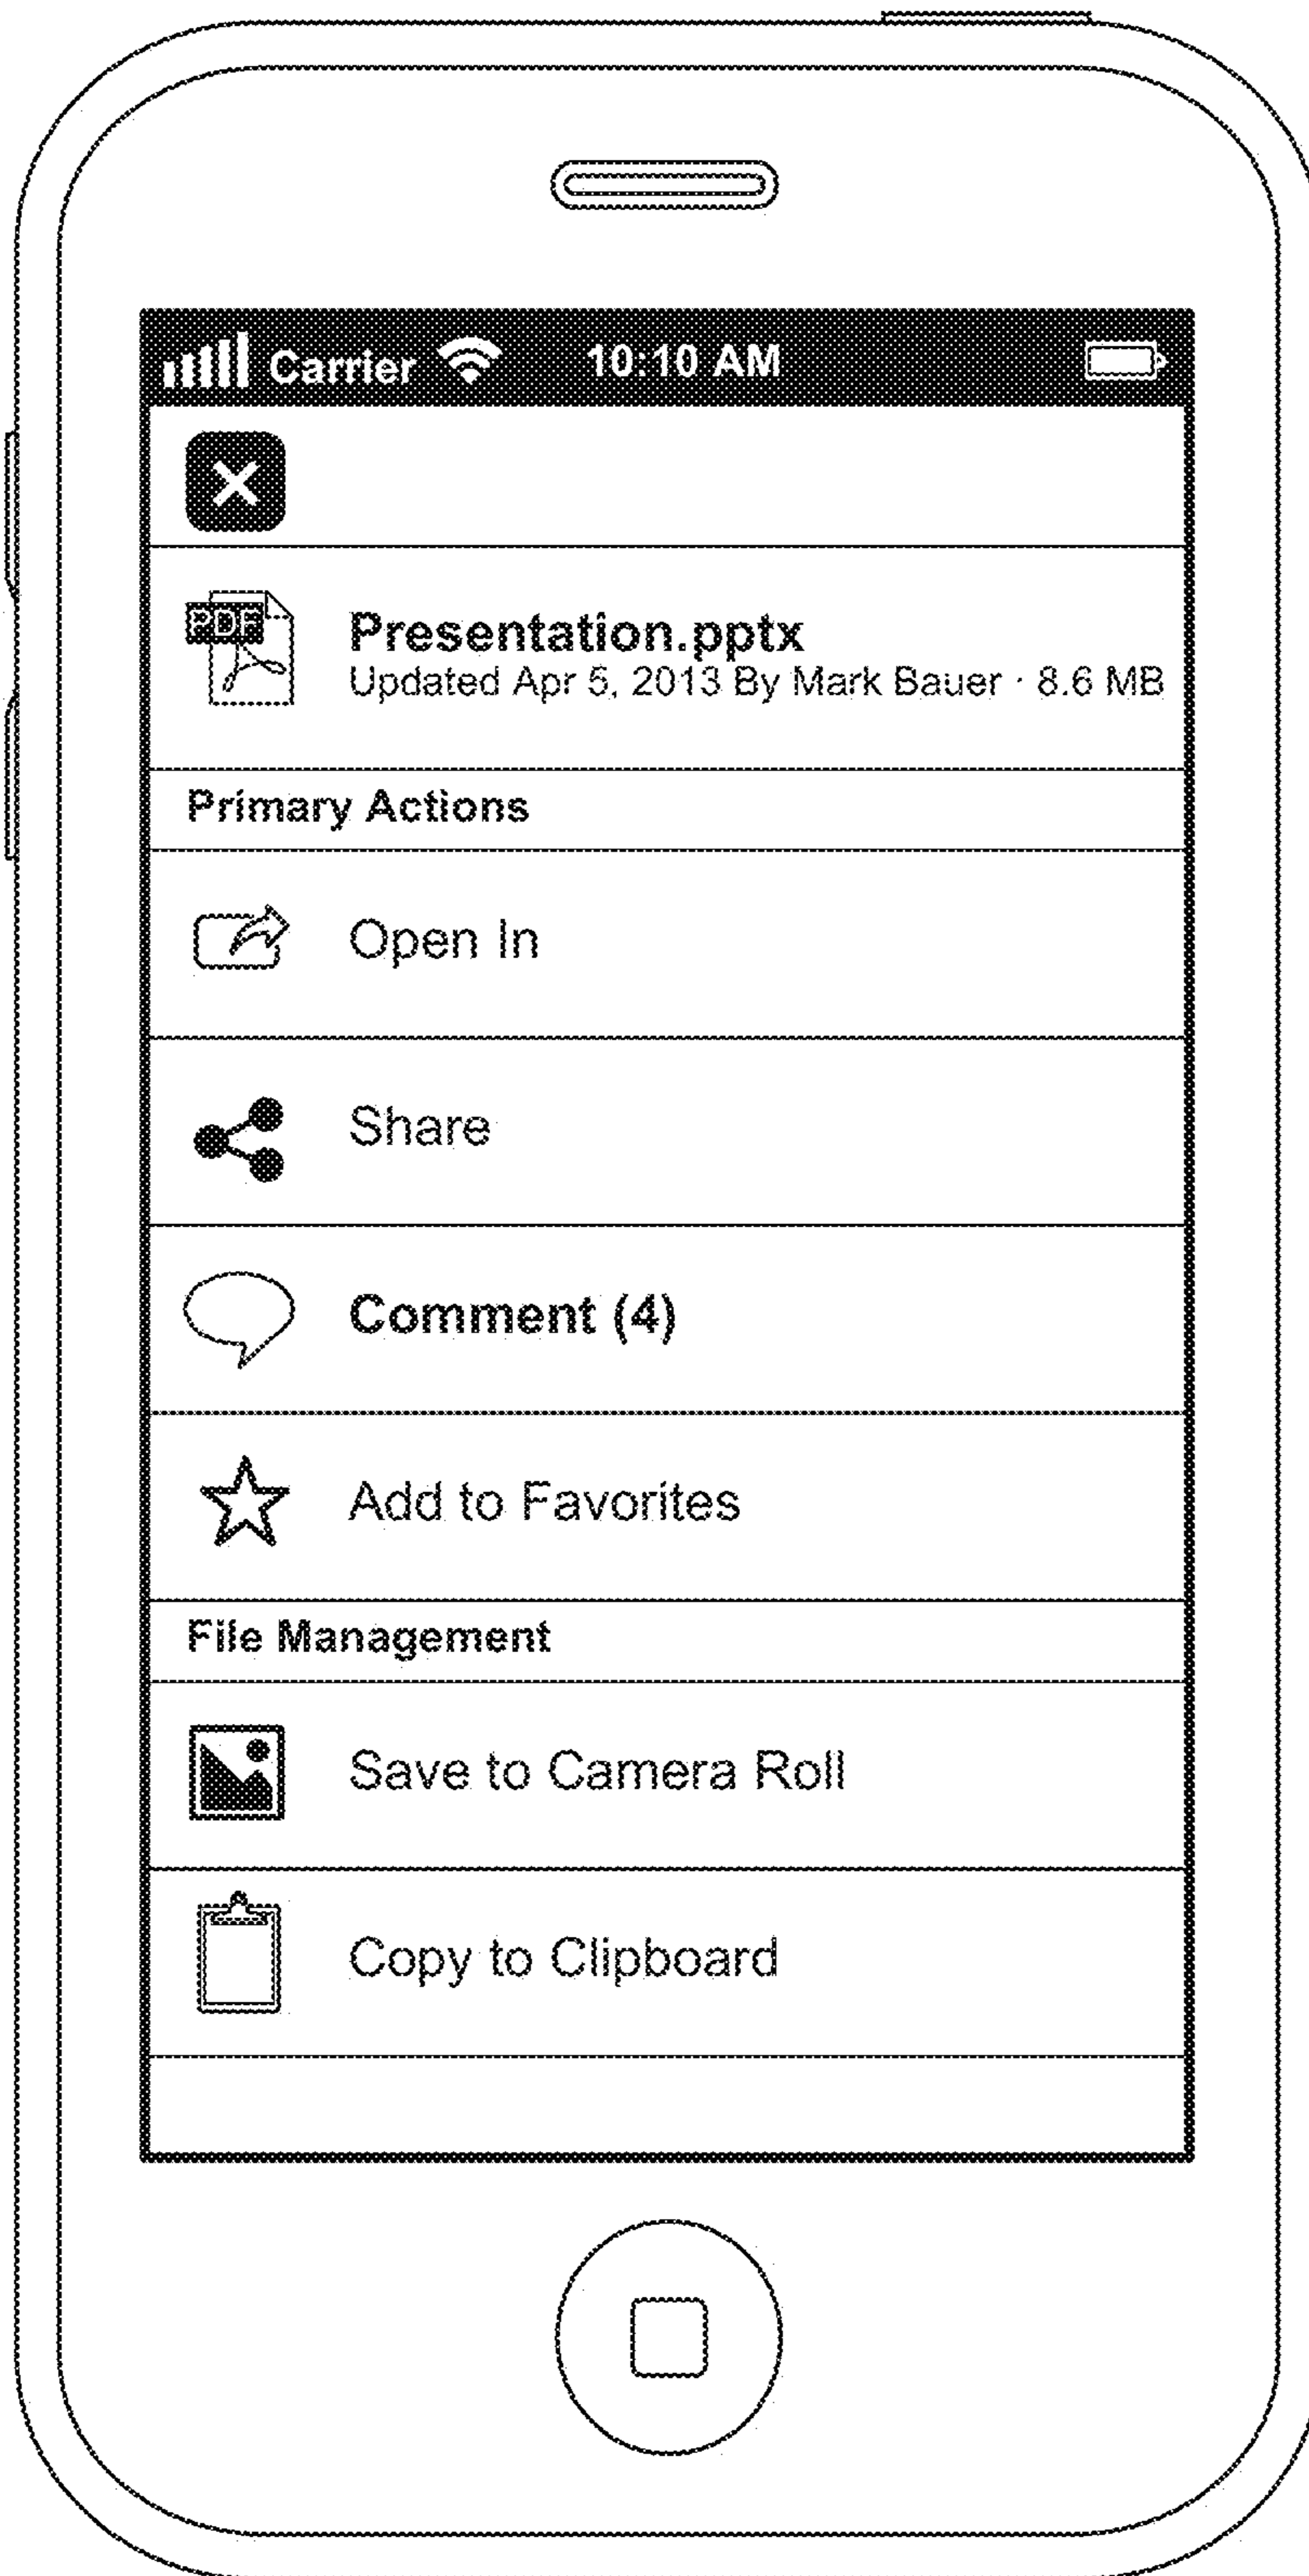 Carrier 10:10 AM
PDF
Presentation.pptx
Updated Apr 5, 2013 By Mark Bauer · 8.6 MB
Primary Actions
Open In
Share
Comment (4)
Add to Favorites
File Management
Save to Camera Roll
Copy to Clipboard